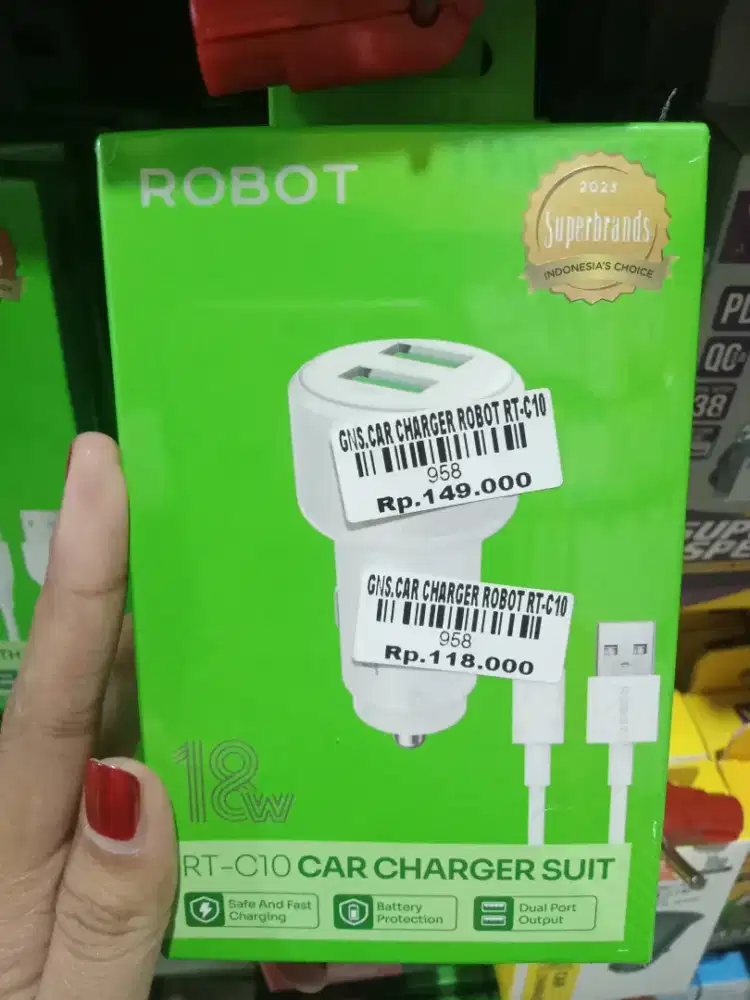 ROBOT
2023
Superbrands
INDONESIA'S CHOICE
GNS.CAR CHARGER ROBOT RT-C10
958
Rp.149.000
GNS.CAR CHARGER ROBOT RT-C10
958
Rp.118.000
18W
RT-C10 CAR CHARGER SUIT
Safe And Fast
Charging
Battery
Protection
Dual Port
Output
QC
38